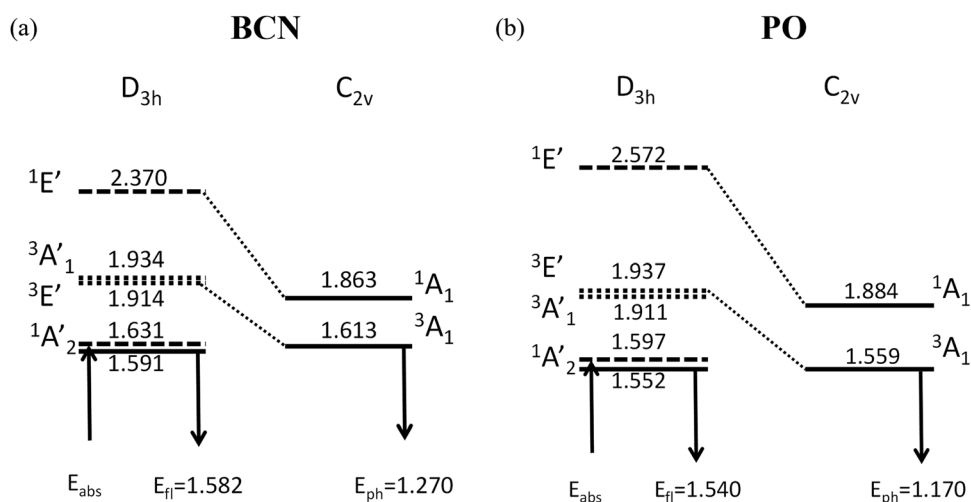 (a) BCN
D3h C2v
¹E’ 2.370
³A’1 1.934
1.863 ¹A1
³E’ 1.914
¹A’2 1.631
1.613 ³A1
1.591
Eabs Efl=1.582 Eph=1.270
(b) PO
D3h C2v
¹E’ 2.572
³E’ 1.937
1.884 ¹A1
³A’1 1.911
¹A’2 1.597
1.559 ³A1
1.552
Eabs Efl=1.540 Eph=1.170